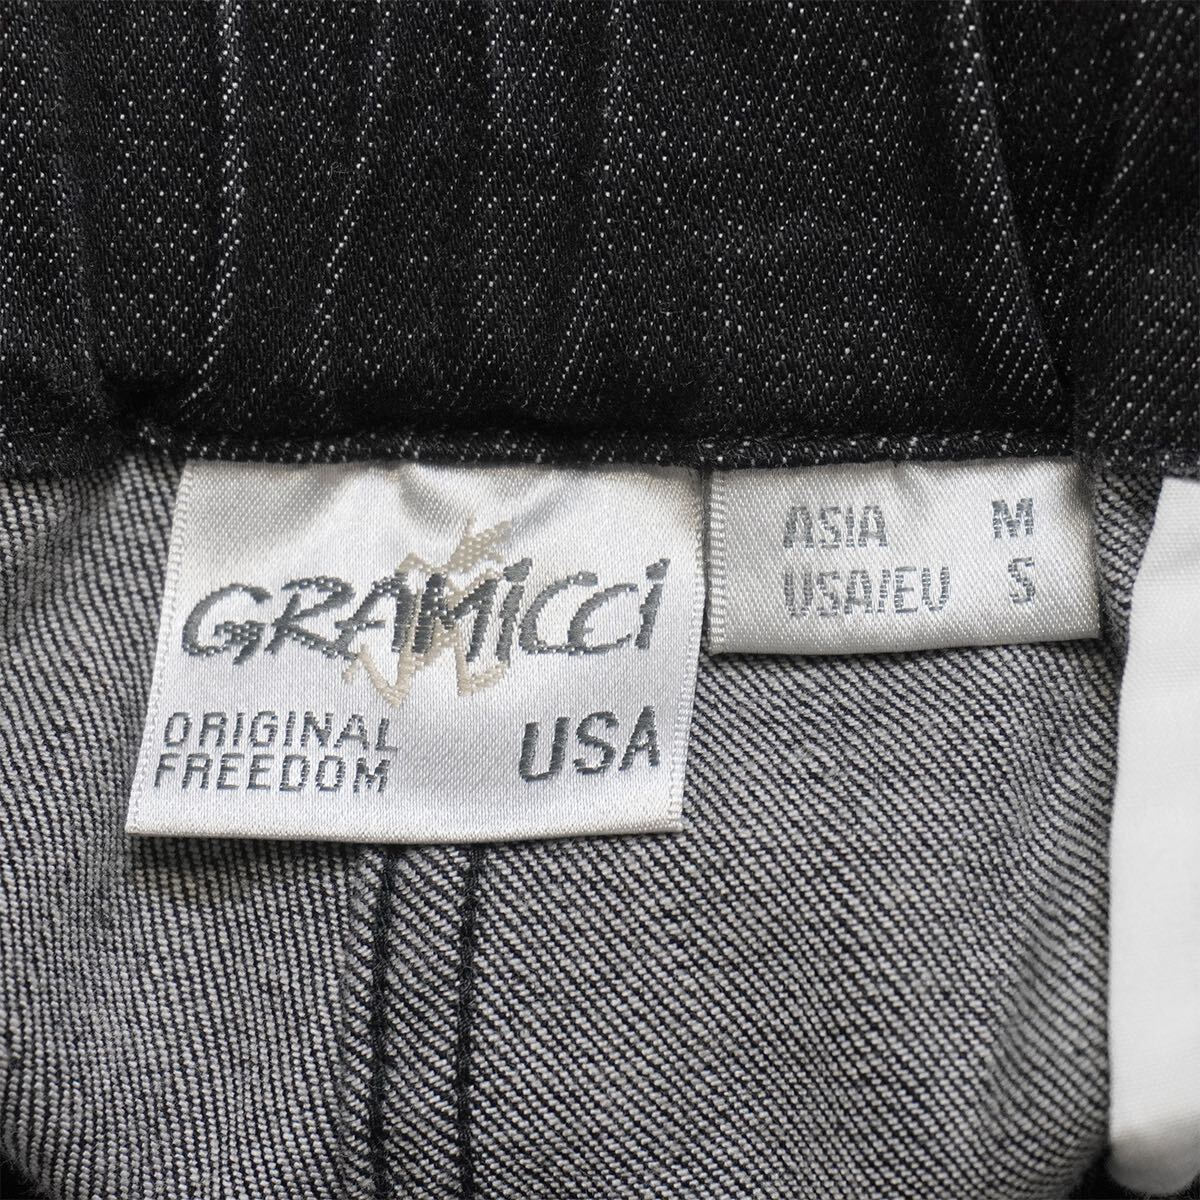 GRAMICCI
ORIGINAL
FREEDOM
USA
ASIA M
USA/EU S